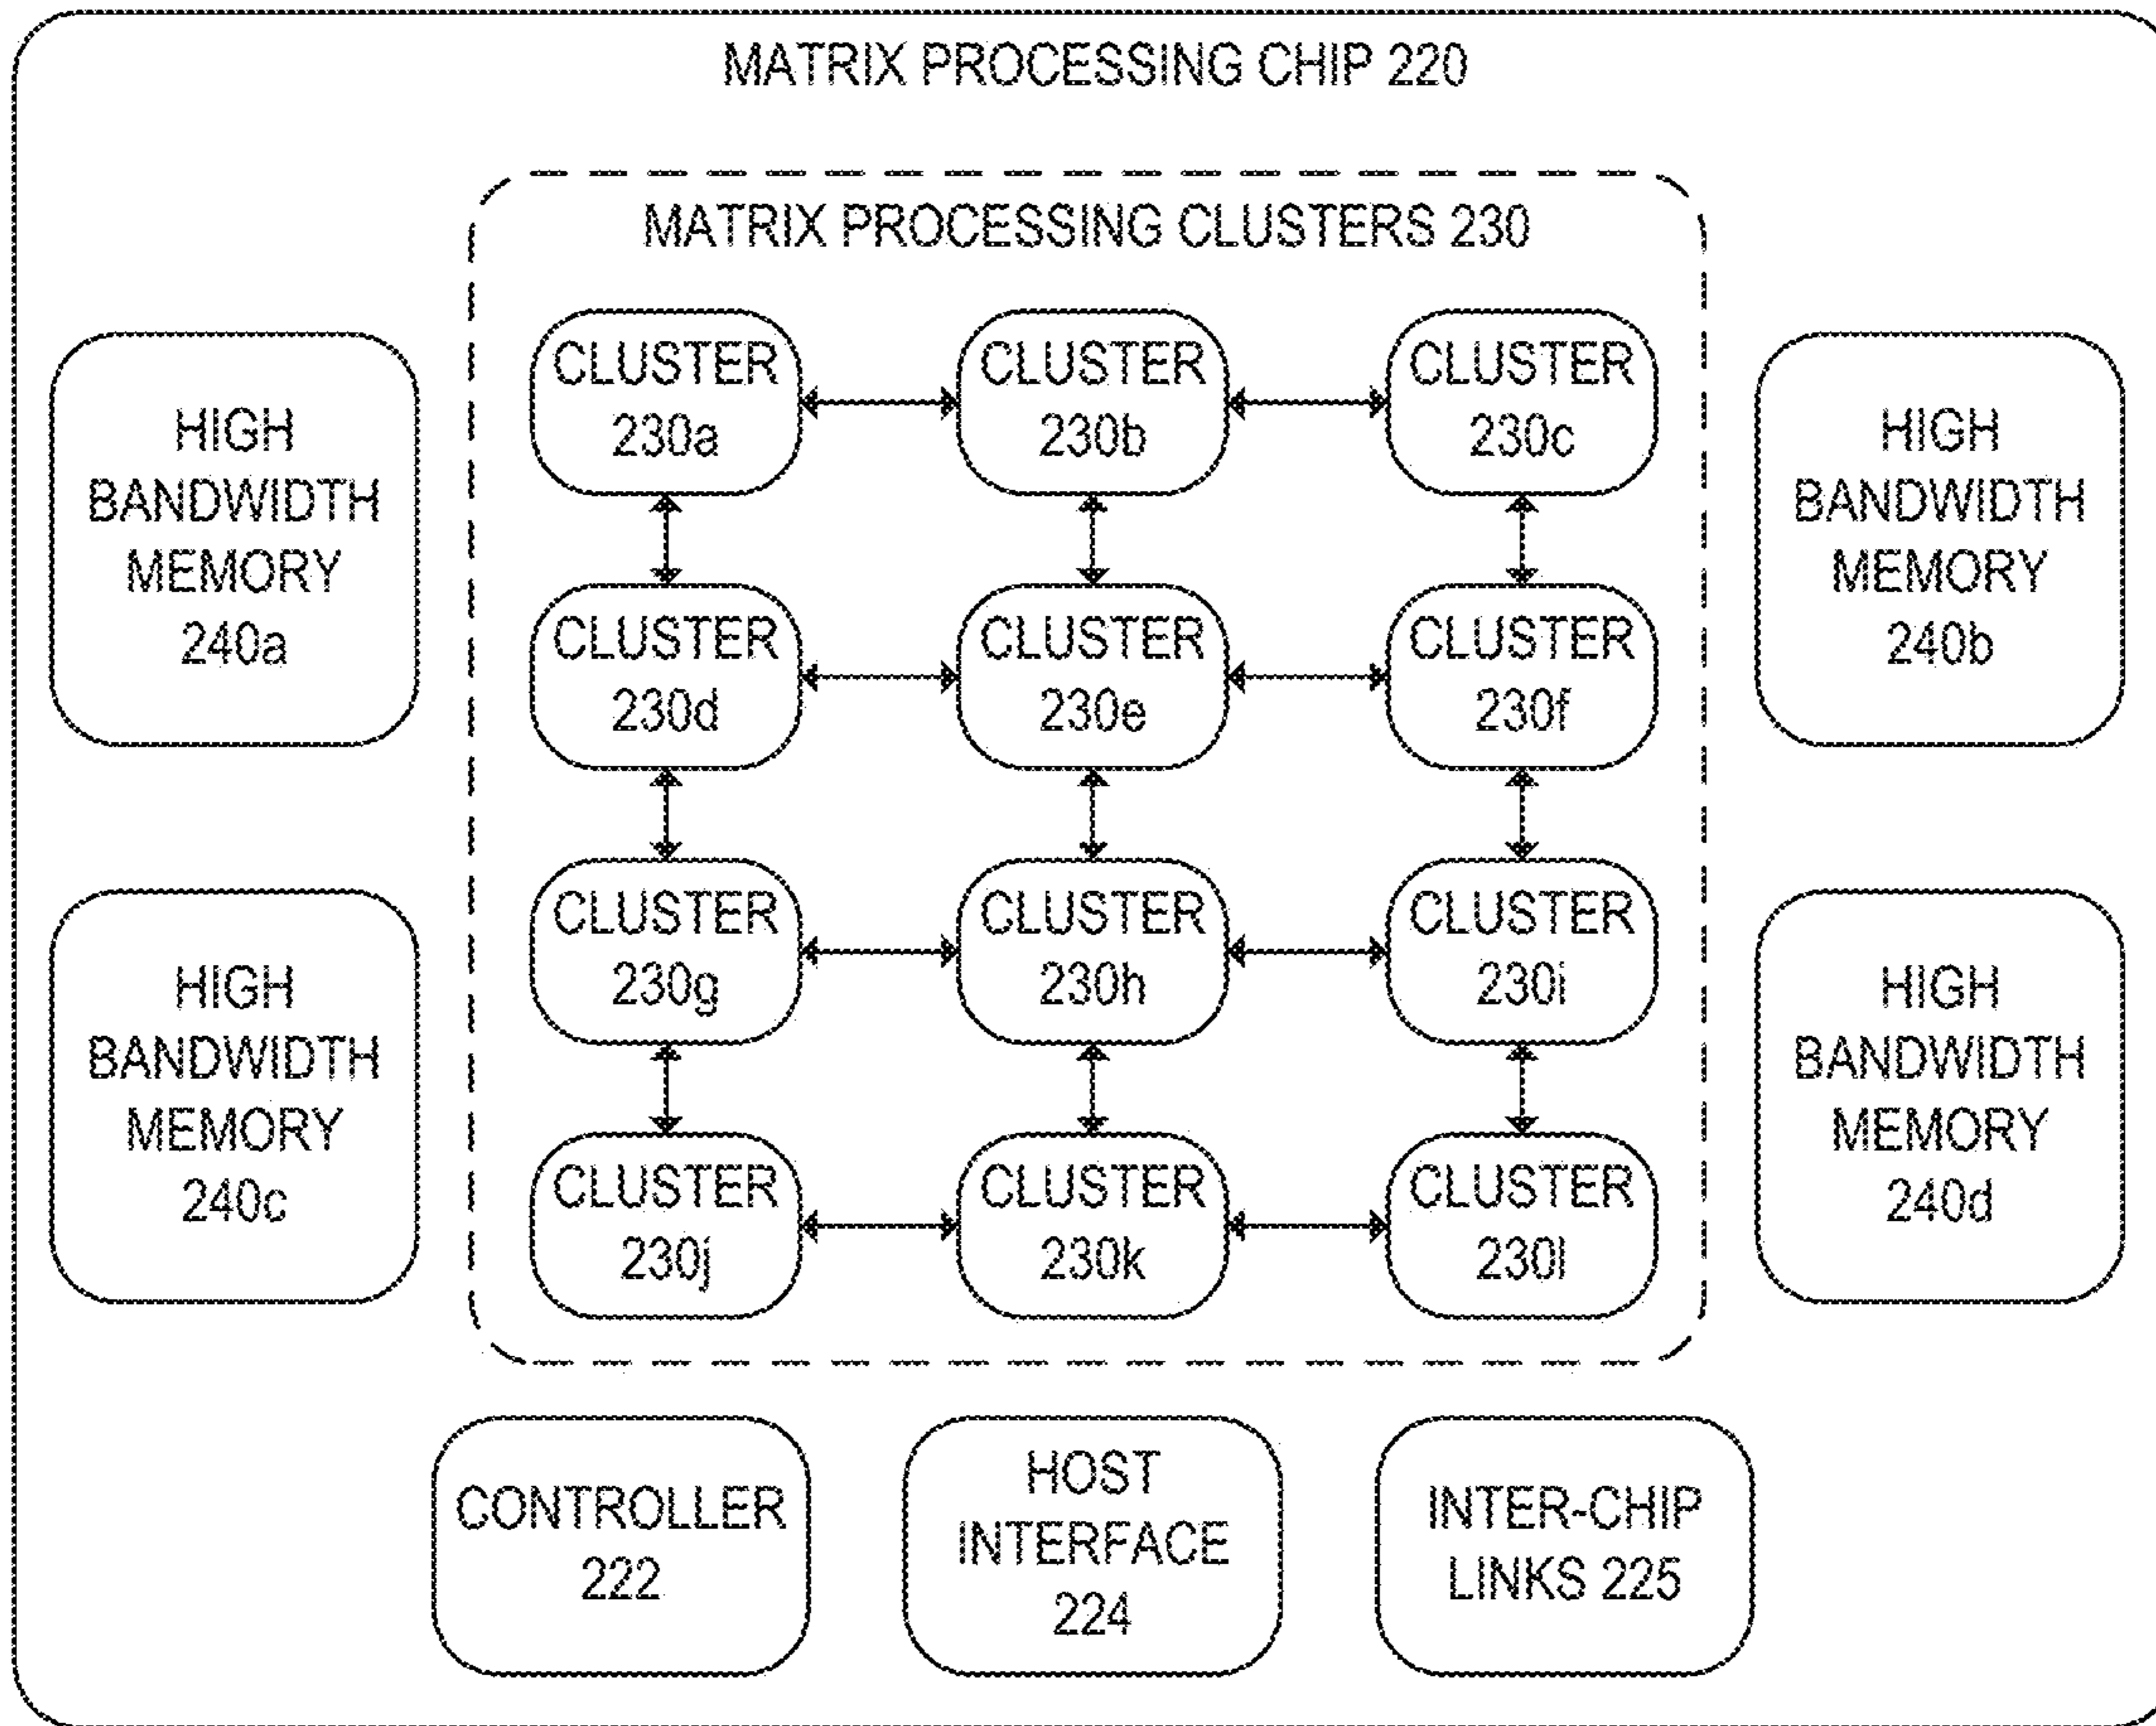 MATRIX PROCESSING CHIP 220
MATRIX PROCESSING CLUSTERS 230
HIGH
BANDWIDTH
MEMORY
240a
CLUSTER
230a
CLUSTER
230b
CLUSTER
230c
HIGH
BANDWIDTH
MEMORY
240b
CLUSTER
230d
CLUSTER
230e
CLUSTER
230f
HIGH
BANDWIDTH
MEMORY
240c
CLUSTER
230g
CLUSTER
230h
CLUSTER
230i
HIGH
BANDWIDTH
MEMORY
240d
CLUSTER
230j
CLUSTER
230k
CLUSTER
230l
CONTROLLER
222
HOST
INTERFACE
224
INTER-CHIP
LINKS 225